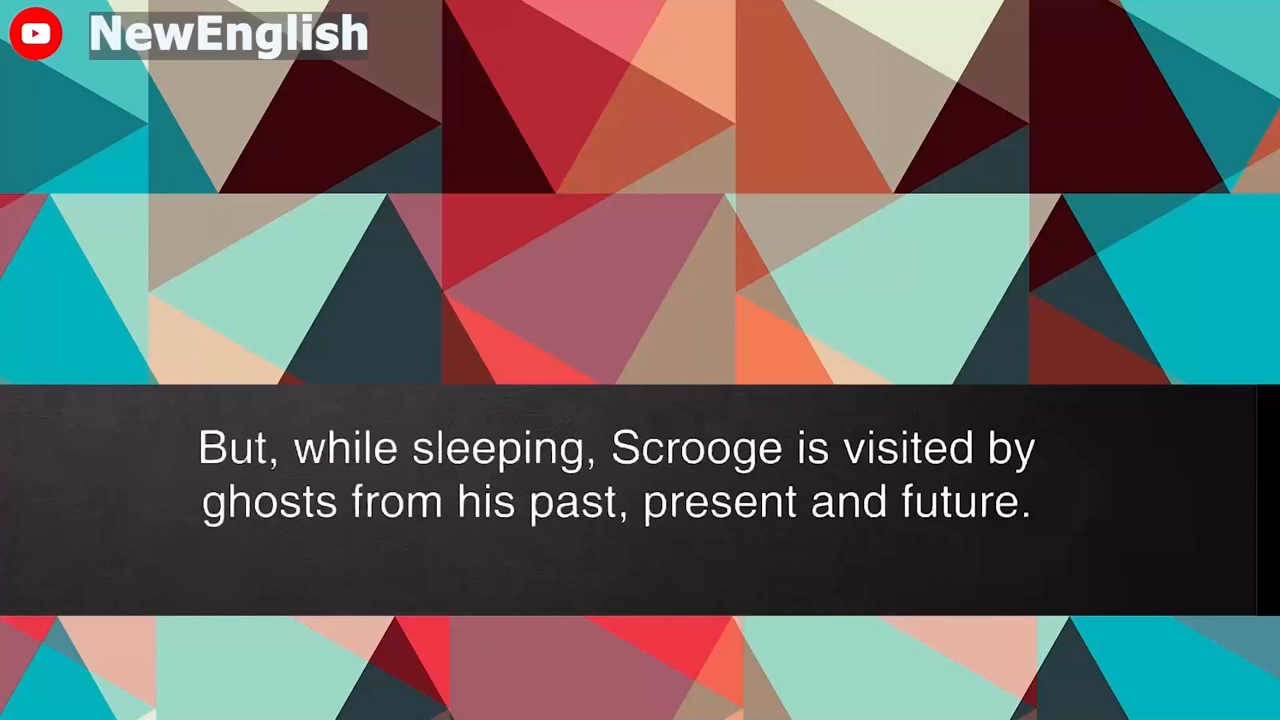 NewEnglish
But, while sleeping, Scrooge is visited by
ghosts from his past, present and future.